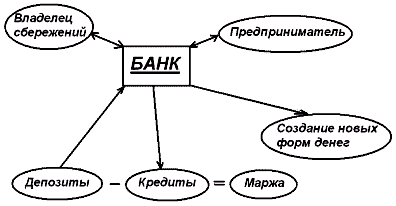 Владелец
сбережений
Предприниматель
БАНК
Создание новых
форм денег
Депозиты – Кредиты = Маржа